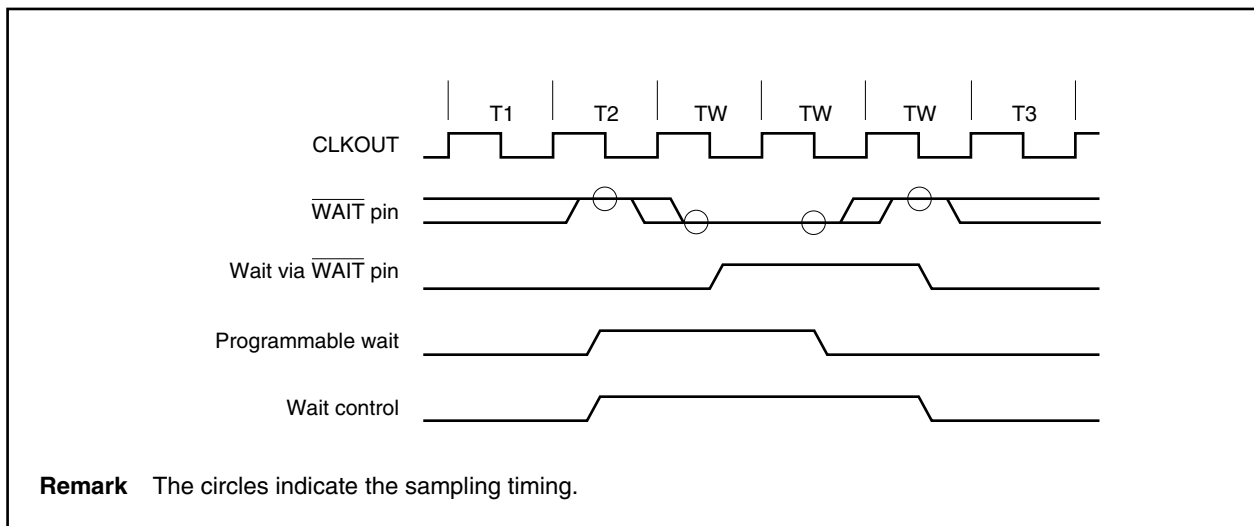 T1 T2 TW TW TW T3
CLKOUT
WAIT pin
Wait via WAIT pin
Programmable wait
Wait control
Remark The circles indicate the sampling timing.